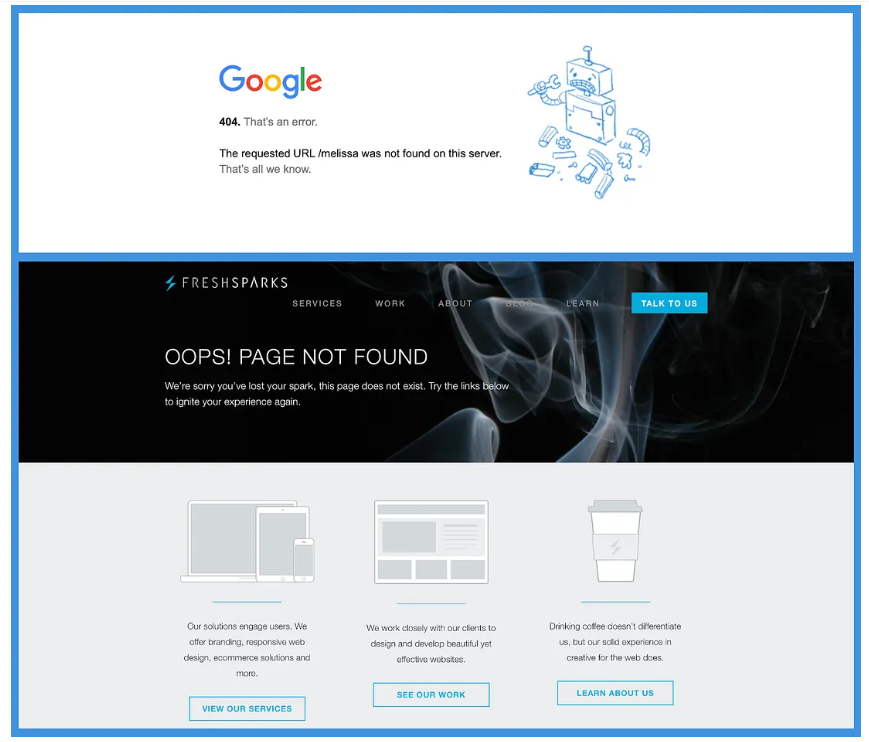 Google
404. That's an error.
The requested URL /melissa was not found on this server.
That's all we know.
FRESHSPARKS
SERVICES WORK ABOUT BLOG LEARN TALK TO US
OOPS! PAGE NOT FOUND
We're sorry you've lost your spark, this page does not exist. Try the links below
to ignite your experience again.
Our solutions engage users. We
offer branding, responsive web
design, ecommerce solutions and
more.
VIEW OUR SERVICES
We work closely with our clients to
design and develop beautiful yet
effective websites.
SEE OUR WORK
Drinking coffee doesn't differentiate
us, but our solid experience in
creative for the web does.
LEARN ABOUT US